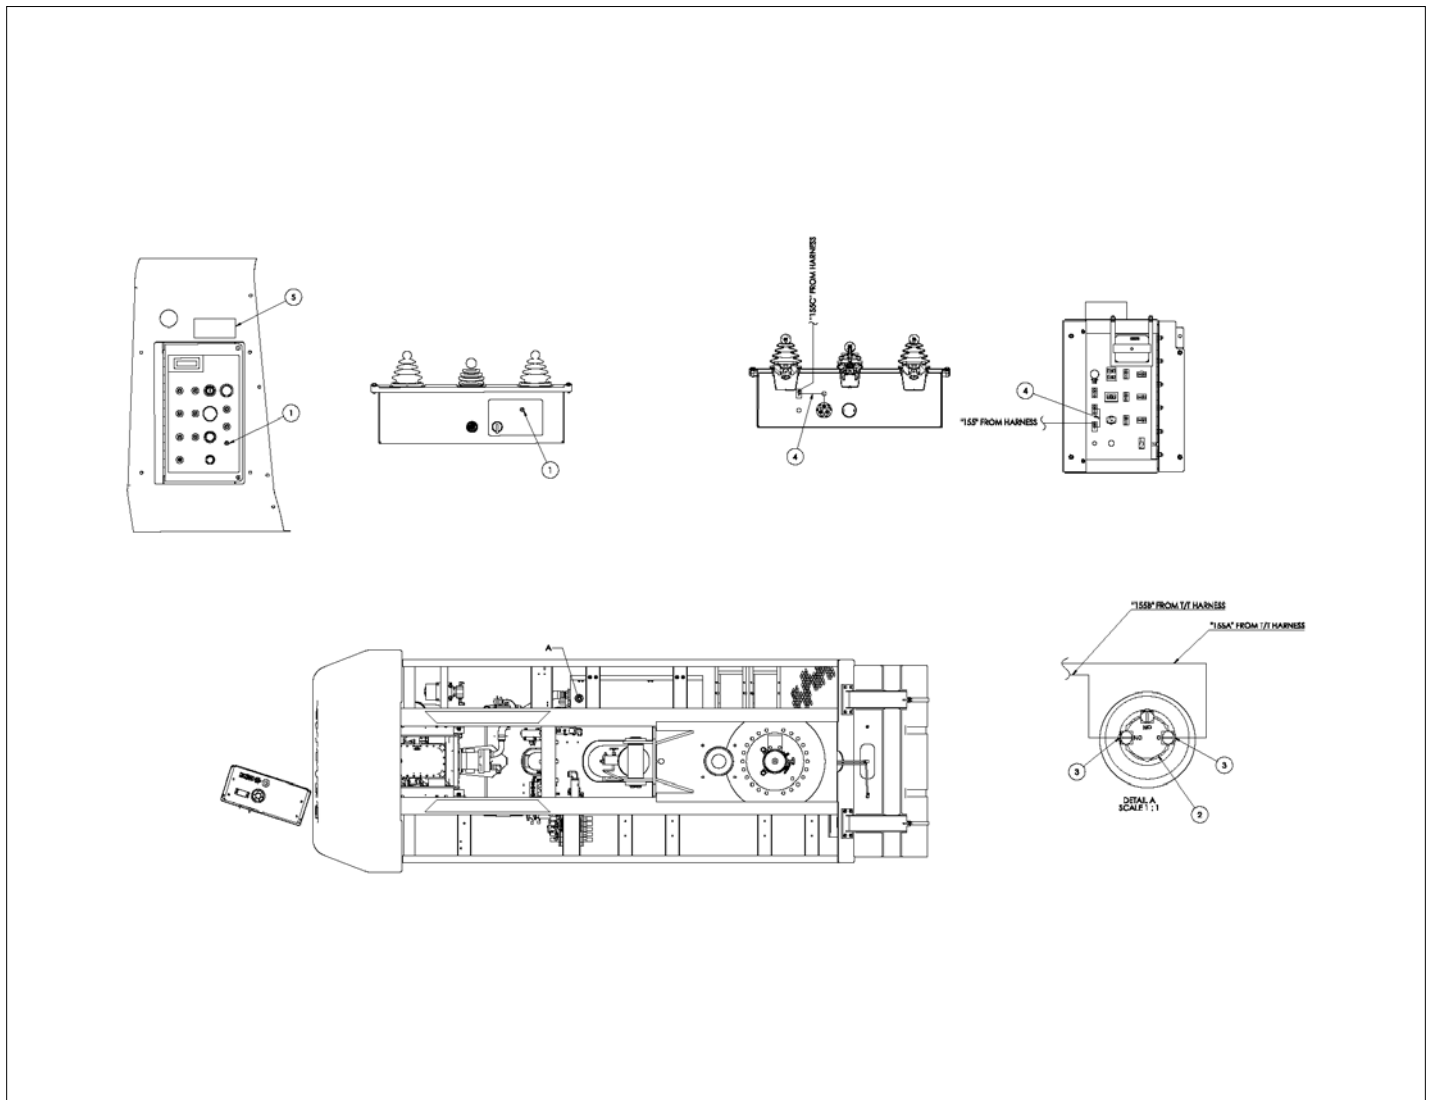 "155C" FROM HARNESS
5
1
1
4
4
"155" FROM HARNESS
"155B" FROM T/T HARNESS
"155A" FROM T/T HARNESS
A
3
3
DETAIL A
SCALE 1 : 1
2